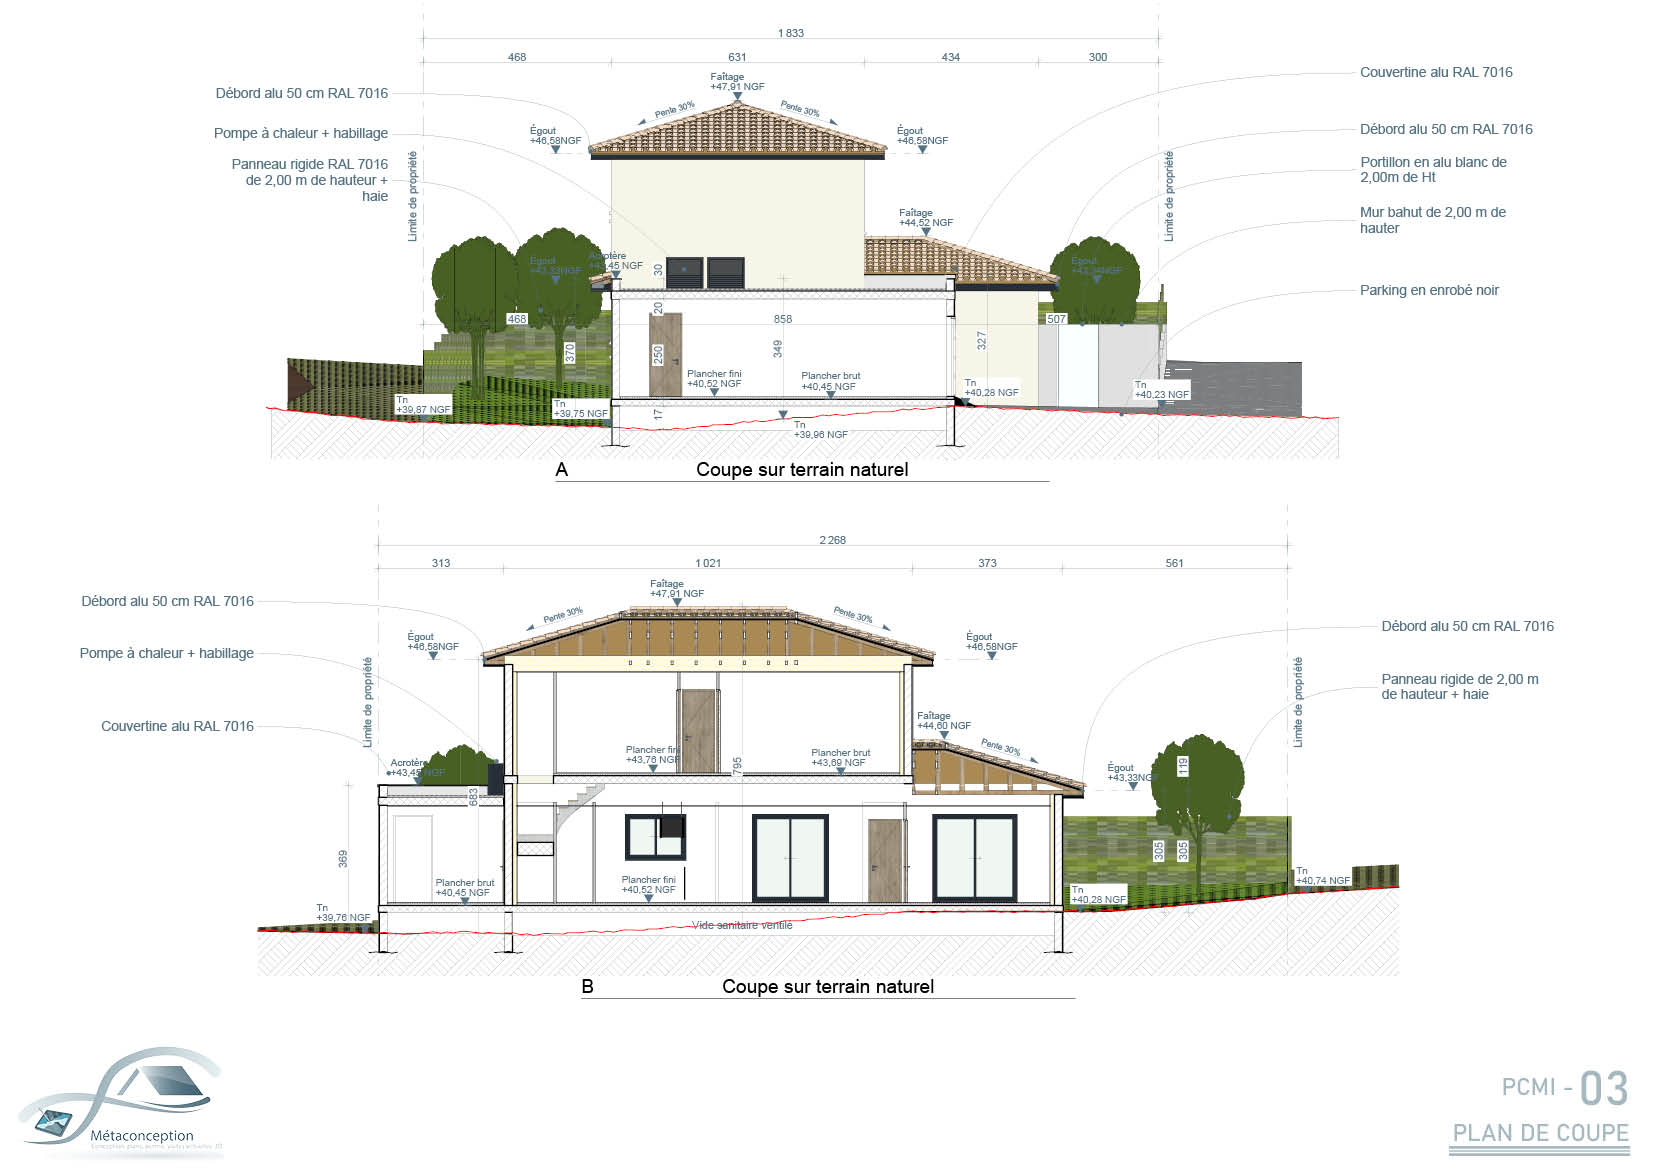 1 833
468
631
434
300
Faîtage
+47,91 NGF
Pente 30%
Pente 30%
Couvertine alu RAL 7016
Débord alu 50 cm RAL 7016
Pompe à chaleur + habillage
Panneau rigide RAL 7016
de 2,00 m de hauteur +
haie
Égout
+46,58NGF
Égout
+46,58NGF
Débord alu 50 cm RAL 7016
Portillon en alu blanc de
2,00m de Ht
Mur bahut de 2,00 m de
hauter
Parking en enrobé noir
Limite de propriété
Limite de propriété
Faîtage
+44,52 NGF
Égout
+43,33NGF
Acrotère
+43,45 NGF
Égout
+43,34NGF
30
20
468
858
507
370
250
349
327
Plancher fini
+40,52 NGF
Plancher brut
+40,45 NGF
Tn
+39,87 NGF
Tn
+39,75 NGF
17
Tn
+39,96 NGF
Tn
+40,28 NGF
Tn
+40,23 NGF
A
Coupe sur terrain naturel
2 268
313
1 021
373
561
Faîtage
+47,91 NGF
Pente 30%
Pente 30%
Débord alu 50 cm RAL 7016
Pompe à chaleur + habillage
Couvertine alu RAL 7016
Égout
+46,58NGF
Égout
+46,58NGF
Débord alu 50 cm RAL 7016
Panneau rigide de 2,00 m
de hauteur + haie
Limite de propriété
Limite de propriété
Faîtage
+44,60 NGF
Pente 30%
Plancher fini
+43,76 NGF
Plancher brut
+43,69 NGF
Acrotère
+43,45 NGF
Égout
+43,33NGF
795
683
119
369
305
305
Plancher brut
+40,45 NGF
Plancher fini
+40,52 NGF
Tn
+39,76 NGF
Tn
+40,28 NGF
Tn
+40,74 NGF
Vide sanitaire ventilé
B
Coupe sur terrain naturel
Métaconception
PCMI - 03
PLAN DE COUPE